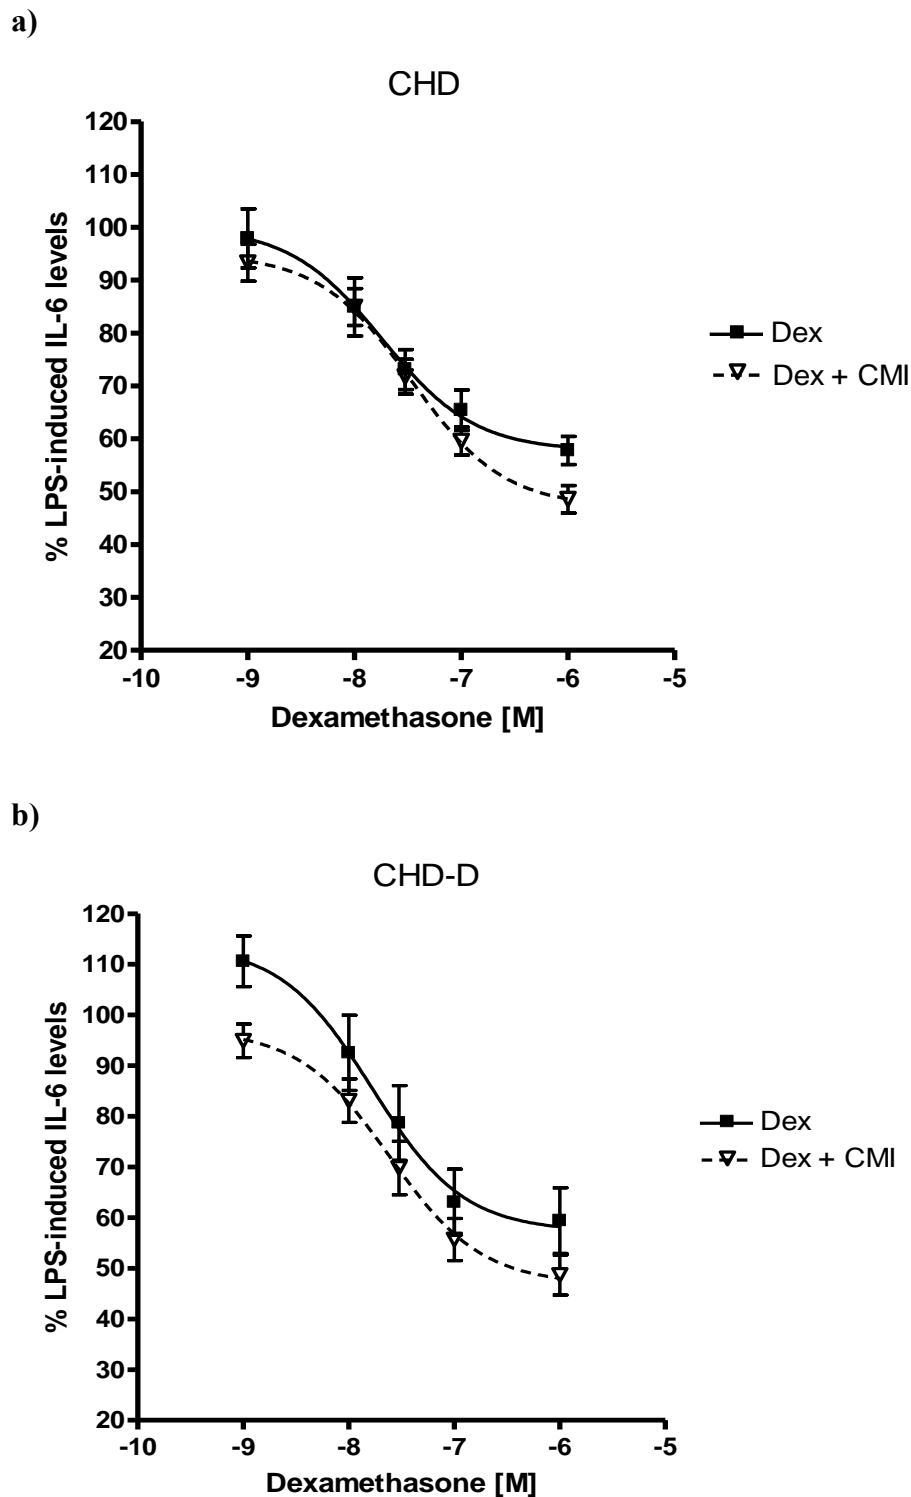 a)
CHD
120
110
100
90
80
70
60
50
40
30
20
% LPS-induced IL-6 levels
-10 -9 -8 -7 -6 -5
Dexamethasone [M]
Dex
Dex + CMI
b)
CHD-D
120
110
100
90
80
70
60
50
40
30
20
% LPS-induced IL-6 levels
-10 -9 -8 -7 -6 -5
Dexamethasone [M]
Dex
Dex + CMI